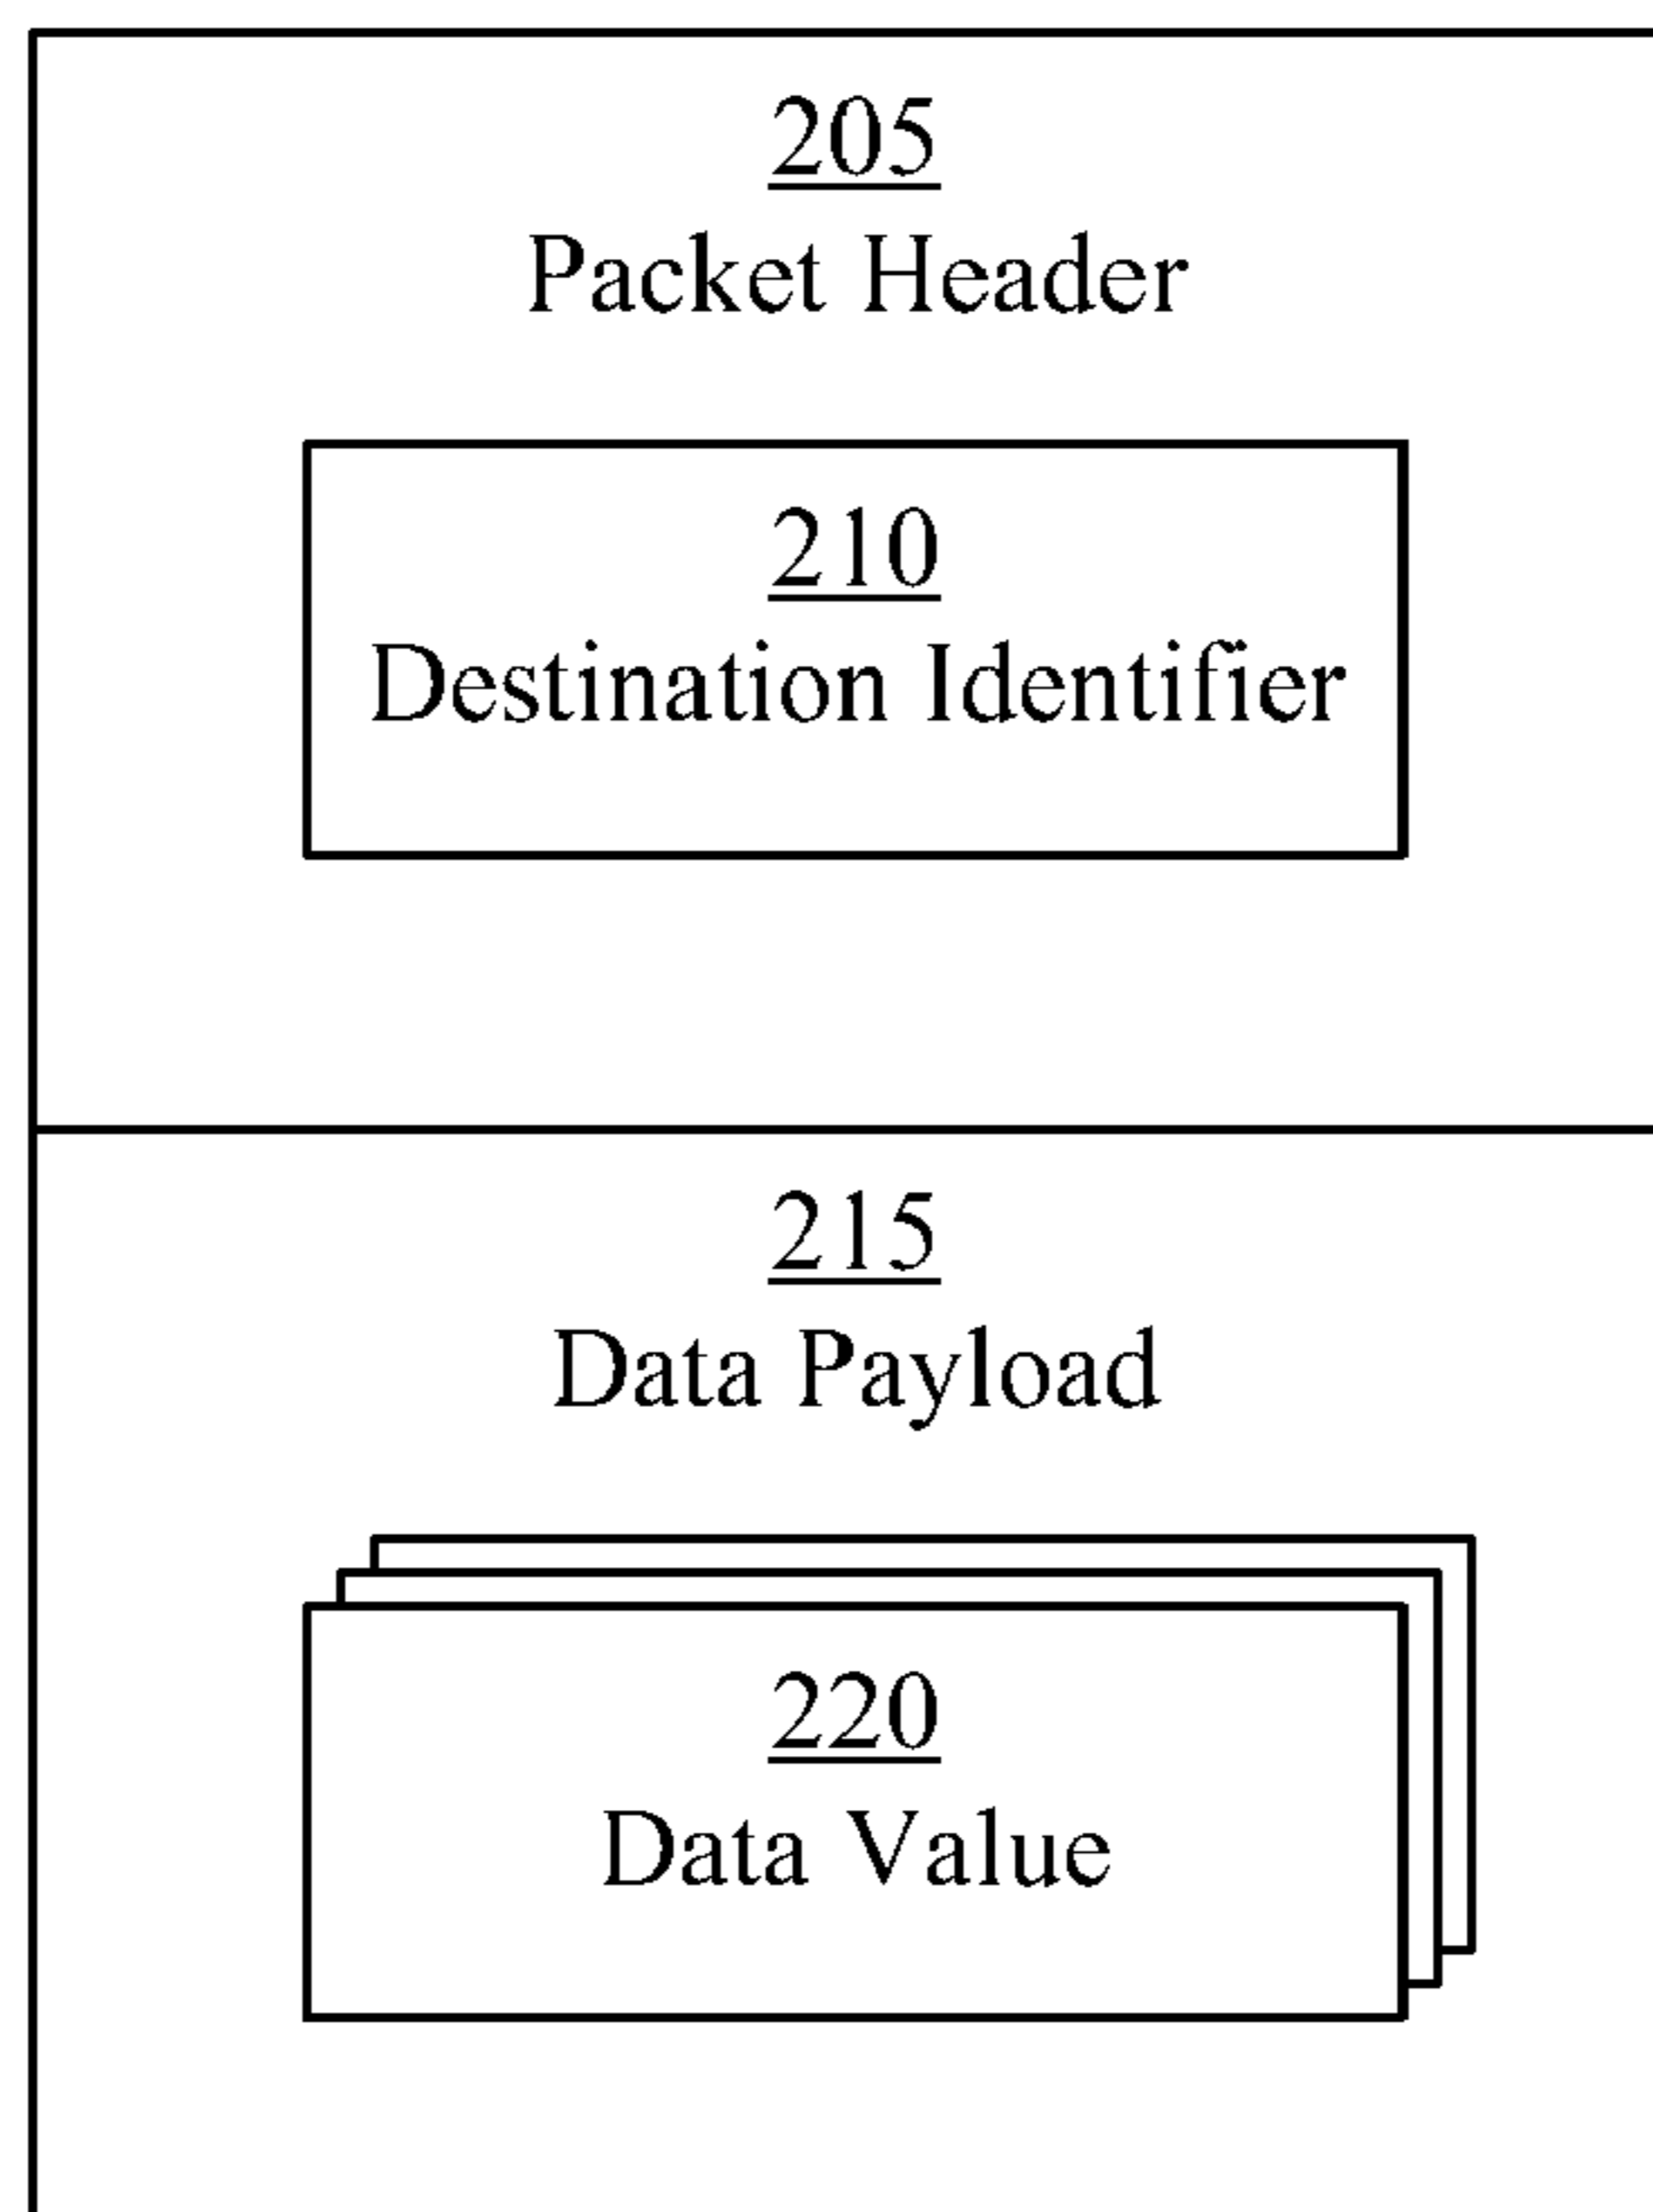 205
Packet Header
210
Destination Identifier
215
Data Payload
220
Data Value